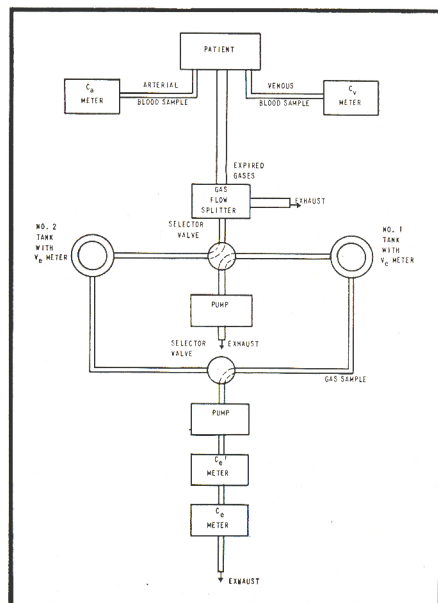 PATIENT
Ca
METER
ARTERIAL
BLOOD SAMPLE
VENOUS
BLOOD SAMPLE
Cv
METER
EXPIRED
GASES
GAS
FLOW
SPLITTER
EXHAUST
SELECTOR
VALVE
NO. 2
TANK
WITH
Ve METER
NO. 1
TANK
WITH
Ve METER
PUMP
EXHAUST
SELECTOR
VALVE
GAS SAMPLE
PUMP
Ce'
METER
Ce
METER
EXHAUST